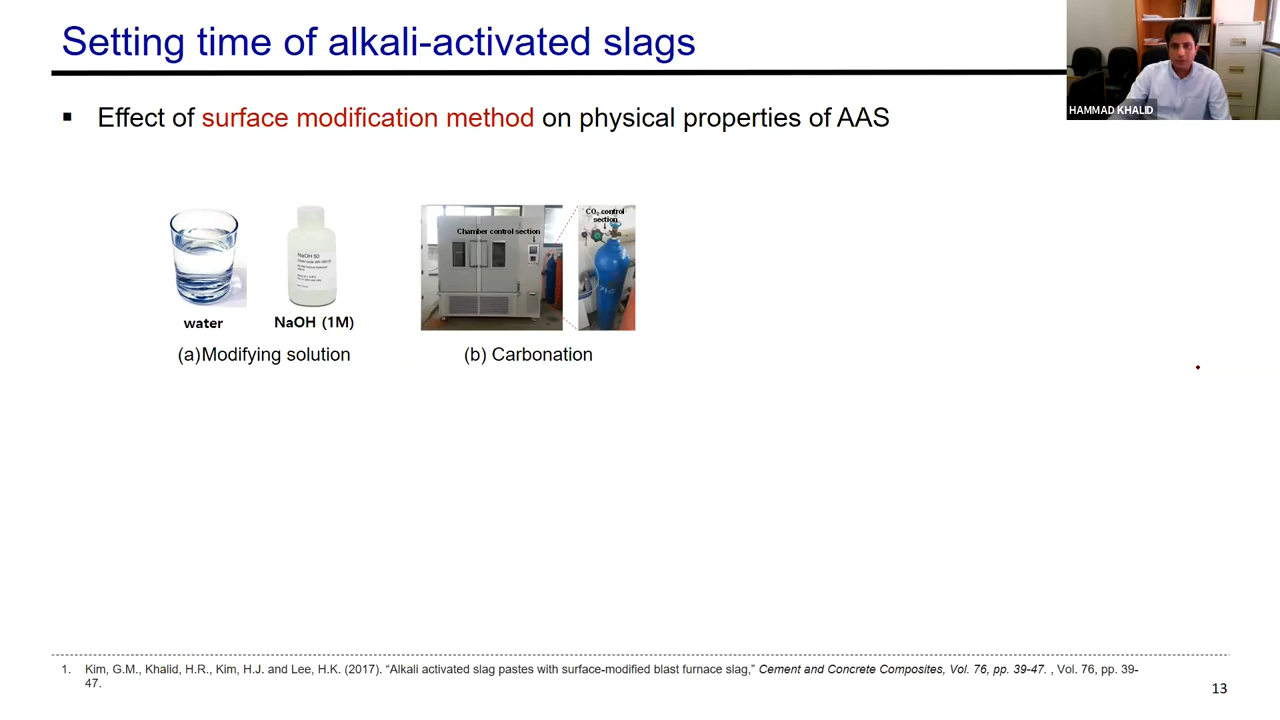 Setting time of alkali-activated slags
HAMMAD KHALID
▪ Effect of surface modification method on physical properties of AAS
NaOH 50
water
NaOH (1M)
Chamber control section
CO₂ control
section
(a)Modifying solution
(b) Carbonation
1. Kim, G.M., Khalid, H.R., Kim, H.J. and Lee, H.K. (2017). “Alkali activated slag pastes with surface-modified blast furnace slag,” Cement and Concrete Composites, Vol. 76, pp. 39-47. , Vol. 76, pp. 39-
47.
13